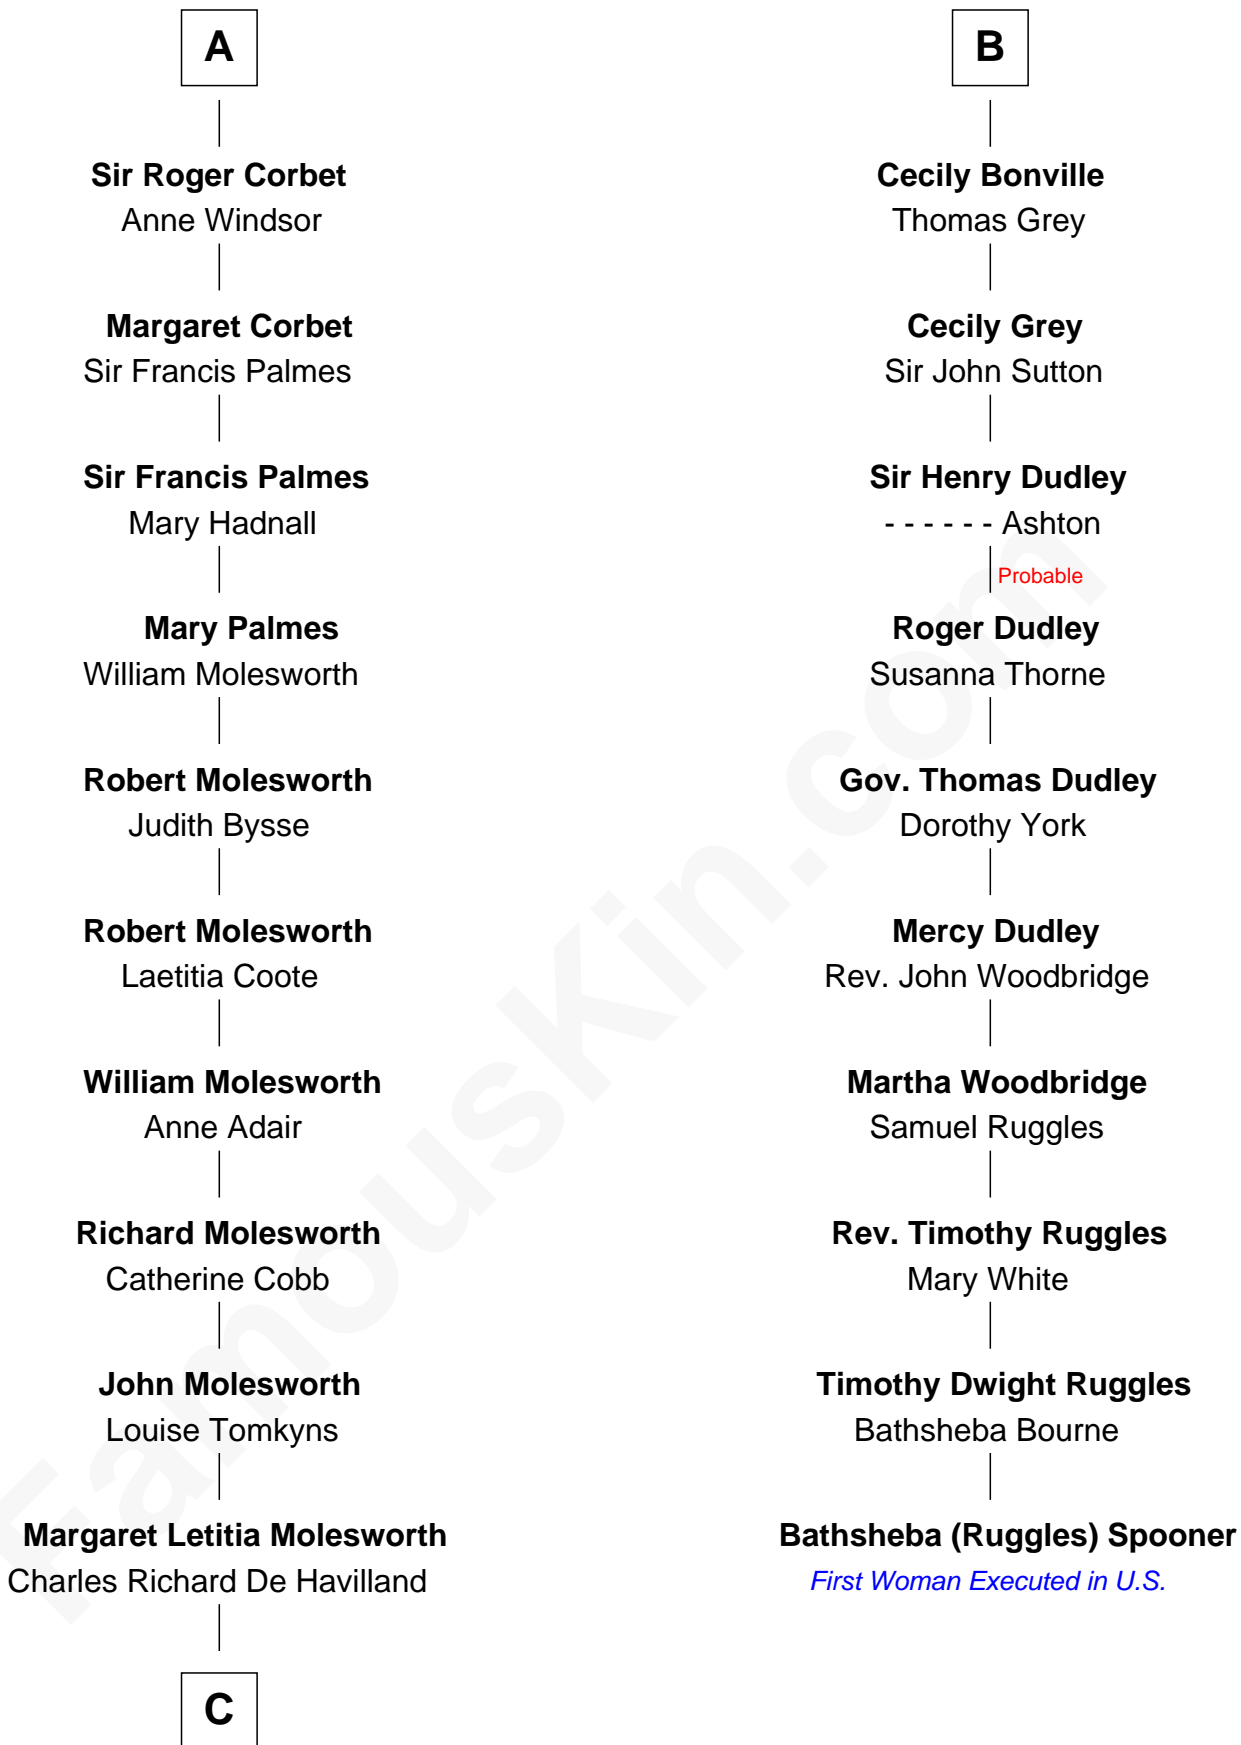 A
Sir Roger Corbet
Anne Windsor
Margaret Corbet
Sir Francis Palmes
Sir Francis Palmes
Mary Hadnall
Mary Palmes
William Molesworth
Robert Molesworth
Judith Bysse
Robert Molesworth
Laetitia Coote
William Molesworth
Anne Adair
Richard Molesworth
Catherine Cobb
John Molesworth
Louise Tomkyns
Margaret Letitia Molesworth
Charles Richard De Havilland
C
B
Cecily Bonville
Thomas Grey
Cecily Grey
Sir John Sutton
Sir Henry Dudley
- - - - - - Ashton
Probable
Roger Dudley
Susanna Thorne
Gov. Thomas Dudley
Dorothy York
Mercy Dudley
Rev. John Woodbridge
Martha Woodbridge
Samuel Ruggles
Rev. Timothy Ruggles
Mary White
Timothy Dwight Ruggles
Bathsheba Bourne
Bathsheba (Ruggles) Spooner
First Woman Executed in U.S.
FamousKin.com